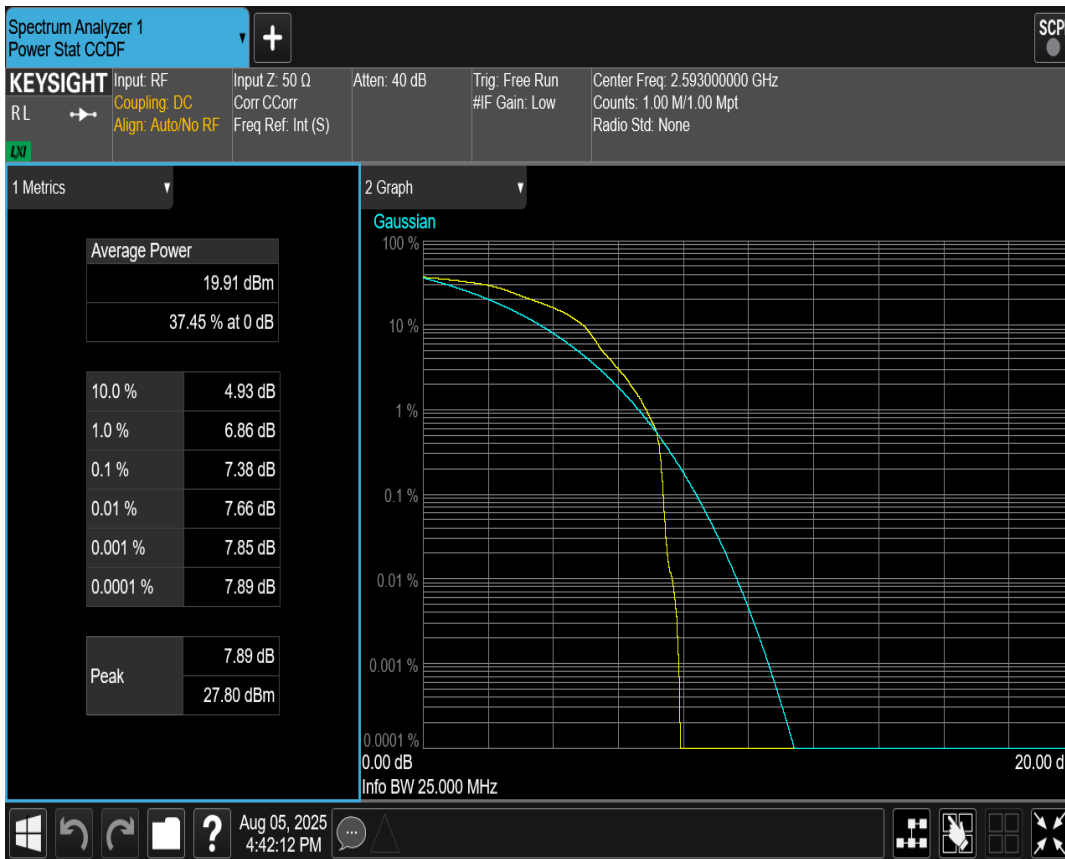 Spectrum Analyzer 1
Power Stat CCDF
+
SCP
KEYSIGHT
RL
LXI
Input: RF
Coupling: DC
Align: Auto/No RF
Input Z: 50 Ω
Corr CCorr
Freq Ref: Int (S)
Atten: 40 dB
Trig: Free Run
#IF Gain: Low
Center Freq: 2.593000000 GHz
Counts: 1.00 M/1.00 Mpt
Radio Std: None
1 Metrics
Average Power
19.91 dBm
37.45 % at 0 dB
10.0 % 4.93 dB
1.0 % 6.86 dB
0.1 % 7.38 dB
0.01 % 7.66 dB
0.001 % 7.85 dB
0.0001 % 7.89 dB
Peak
7.89 dB
27.80 dBm
2 Graph
Gaussian
100 %
10 %
1 %
0.1 %
0.01 %
0.001 %
0.0001 %
0.00 dB 20.00 d
Info BW 25.000 MHz
?
Aug 05, 2025
4:42:12 PM